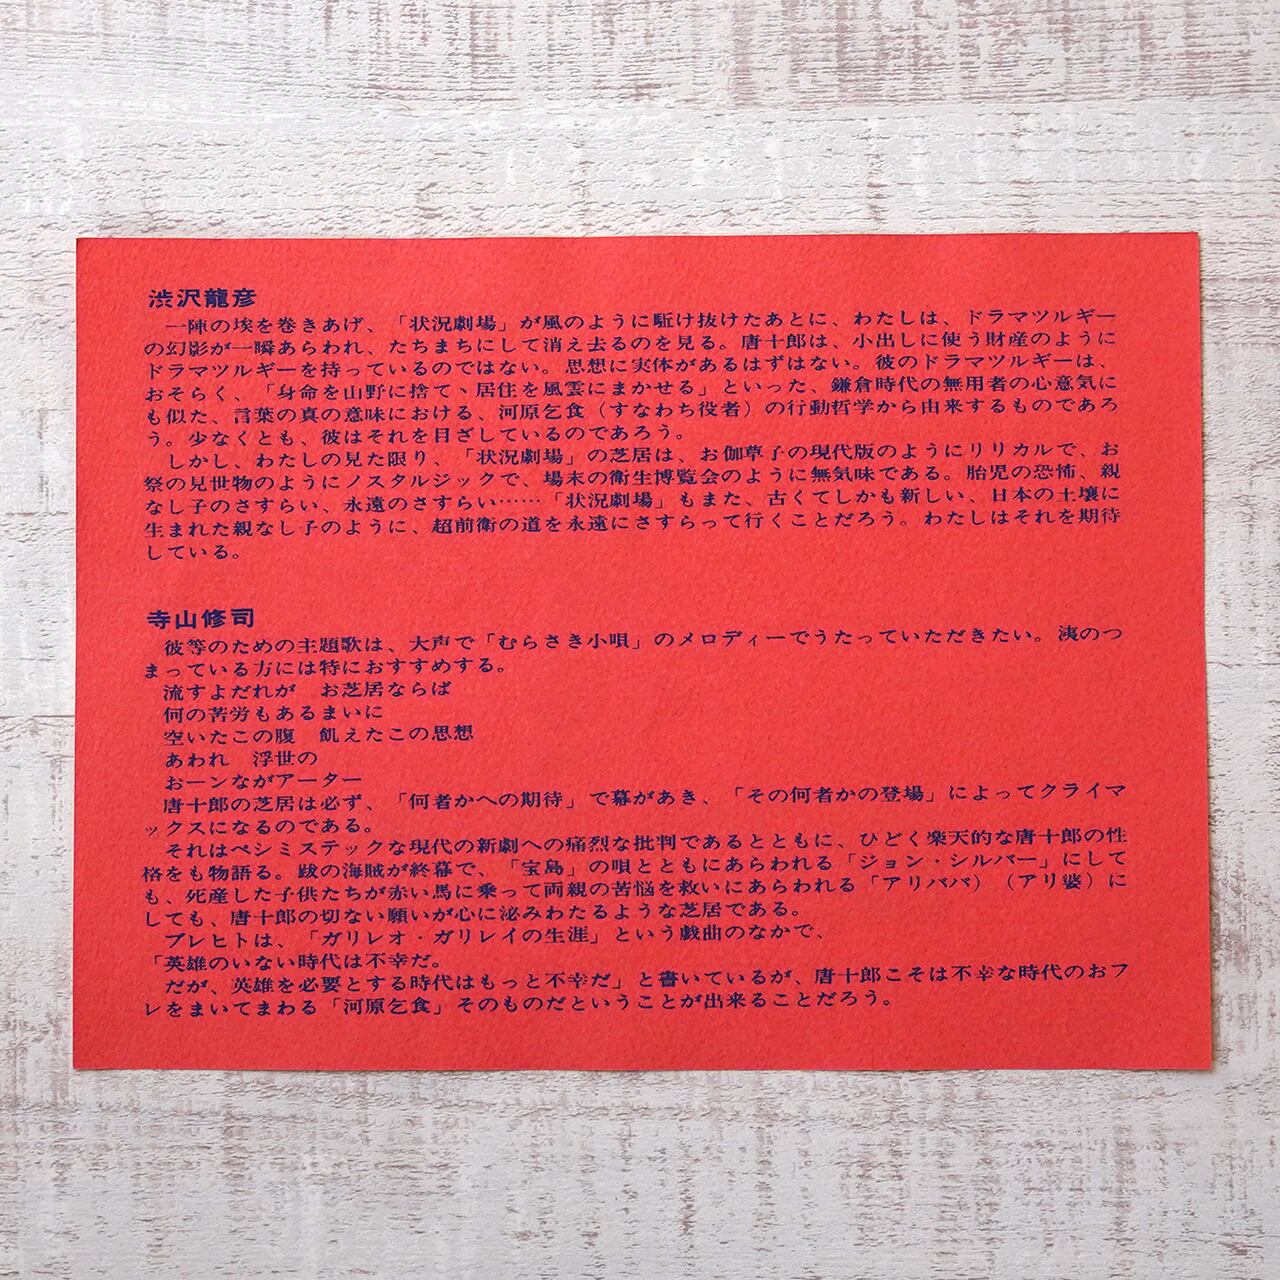 渋沢龍彦
一陣の埃を巻きあげ、「状況劇場」が風のように駈け抜けたあとに、わたしは、ドラマツルギー
の幻影が一瞬あらわれ、たちまちにして消え去るのを見る。唐十郎は、小出しに使う財産のように
ドラマツルギーを持っているのではない。思想に実体があるはずはない。彼のドラマツルギーは、
おそらく、「身命を山野に捨て、居住を風雲にまかせる」といった、鎌倉時代の無用者の心意気に
も似た、言葉の真の意味における、河原乞食（すなわち役者）の行動哲学から由来するものであろ
う。少なくとも、彼はそれを目ざしているのであろう。
しかし、わたしの見た限り、「状況劇場」の芝居は、お伽草子の現代版のようにリリカルで、お
祭の見世物のようにノスタルジックで、場末の衛生博覧会のように無気味である。胎児の恐怖、親
なし子のさすらい、永遠のさすらい……「状況劇場」もまた、古くてしかも新しい、日本の土壌に
生まれた親なし子のように、超前衛の道を永遠にさすらって行くことだろう。わたしはそれを期待
している。
寺山修司
彼等のための主題歌は、大声で「むらさき小唄」のメロディーでうたっていただきたい。洟のつ
まっている方には特におすすめする。
流すよだれが　お芝居ならば
何の苦労もあるまいに
空いたこの腹　飢えたこの思想
あわれ　浮世の
おーンながアーター
唐十郎の芝居は必ず、「何者かへの期待」で幕があき、「その何者かの登場」によってクライマ
ックスになるのである。
それはペシミステックな現代の新劇への痛烈な批判であるとともに、ひどく楽天的な唐十郎の性
格をも物語る。跛の海賊が終幕で、「宝島」の唄とともにあらわれる「ジョン・シルバー」にして
も、死産した子供たちが赤い馬に乗って両親の苦悩を救いにあらわれる「アリババ）（アリ婆）に
しても、唐十郎の切ない願いが心に泌みわたるような芝居である。
ブレヒトは、「ガリレオ・ガリレイの生涯」という戯曲のなかで、
「英雄のいない時代は不幸だ。
だが、英雄を必要とする時代はもっと不幸だ」と書いているが、唐十郎こそは不幸な時代のおフ
レをまいてまわる「河原乞食」そのものだということが出来ることだろう。